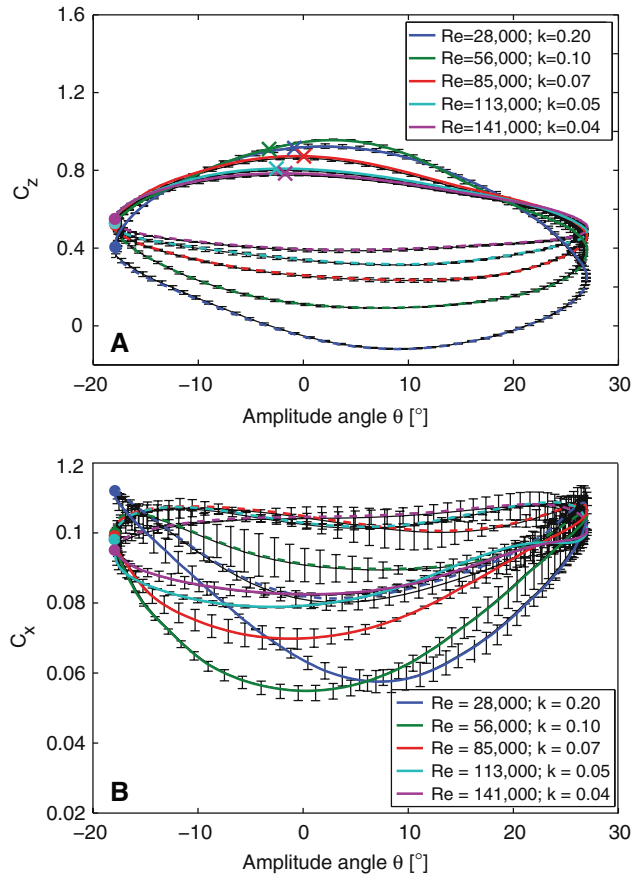 1.6
1.2
0.8
0.4
0
C_z
Re=28,000; k=0.20
Re=56,000; k=0.10
Re=85,000; k=0.07
Re=113,000; k=0.05
Re=141,000; k=0.04
A
−20 −10 0 10 20 30
Amplitude angle θ [°]
1.2
0.1
0.08
0.06
0.04
0.02
C_x
Re = 28,000; k = 0.20
Re = 56,000; k = 0.10
Re = 85,000; k = 0.07
Re = 113,000; k = 0.05
Re = 141,000; k = 0.04
B
−20 −10 0 10 20 30
Amplitude angle θ [°]